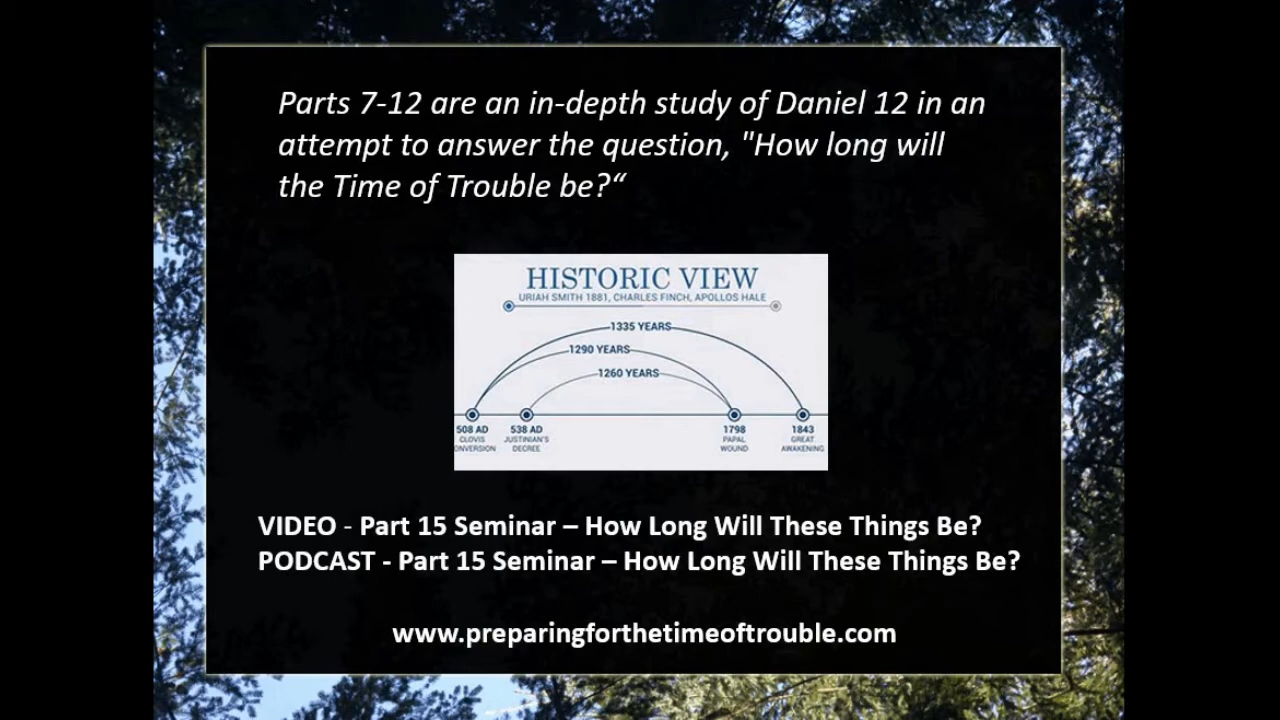 Parts 7-12 are an in-depth study of Daniel 12 in an
attempt to answer the question, "How long will
the Time of Trouble be?“
HISTORIC VIEW
URIAH SMITH 1881, CHARLES FINCH, APOLLOS HALE
1335 YEARS
1290 YEARS
1260 YEARS
508 AD
CLOVIS
ONVERSION
538 AD
JUSTINIAN'S
DECREE
1798
PAPAL
WOUND
1843
GREAT
AWAKENING
VIDEO - Part 15 Seminar – How Long Will These Things Be?
PODCAST - Part 15 Seminar – How Long Will These Things Be?
www.preparingforthetimeoftrouble.com